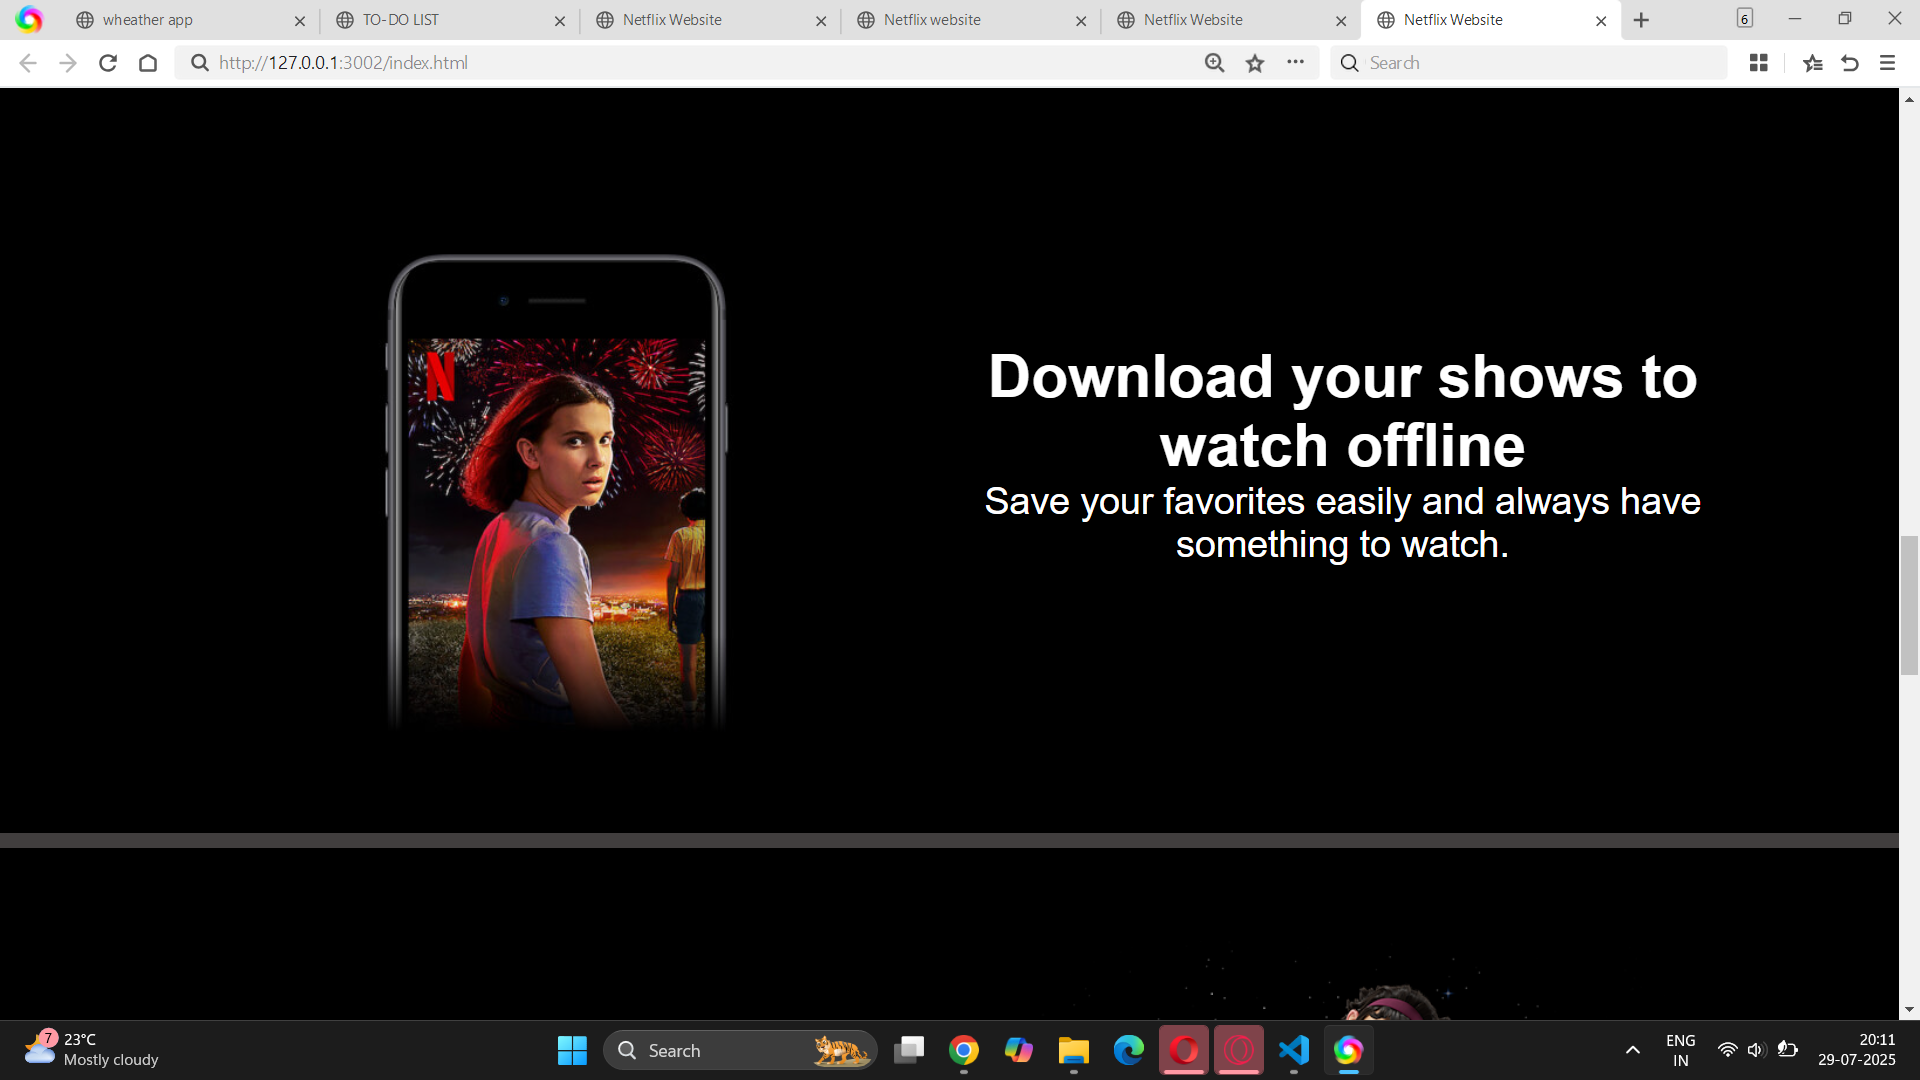 wheather app
TO-DO LIST
Netflix Website
Netflix website
Netflix Website
Netflix Website
6
http://127.0.0.1:3002/index.html
Search
N
Download your shows to
watch offline
Save your favorites easily and always have
something to watch.
7
23°C
Mostly cloudy
Search
ENG
IN
20:11
29-07-2025